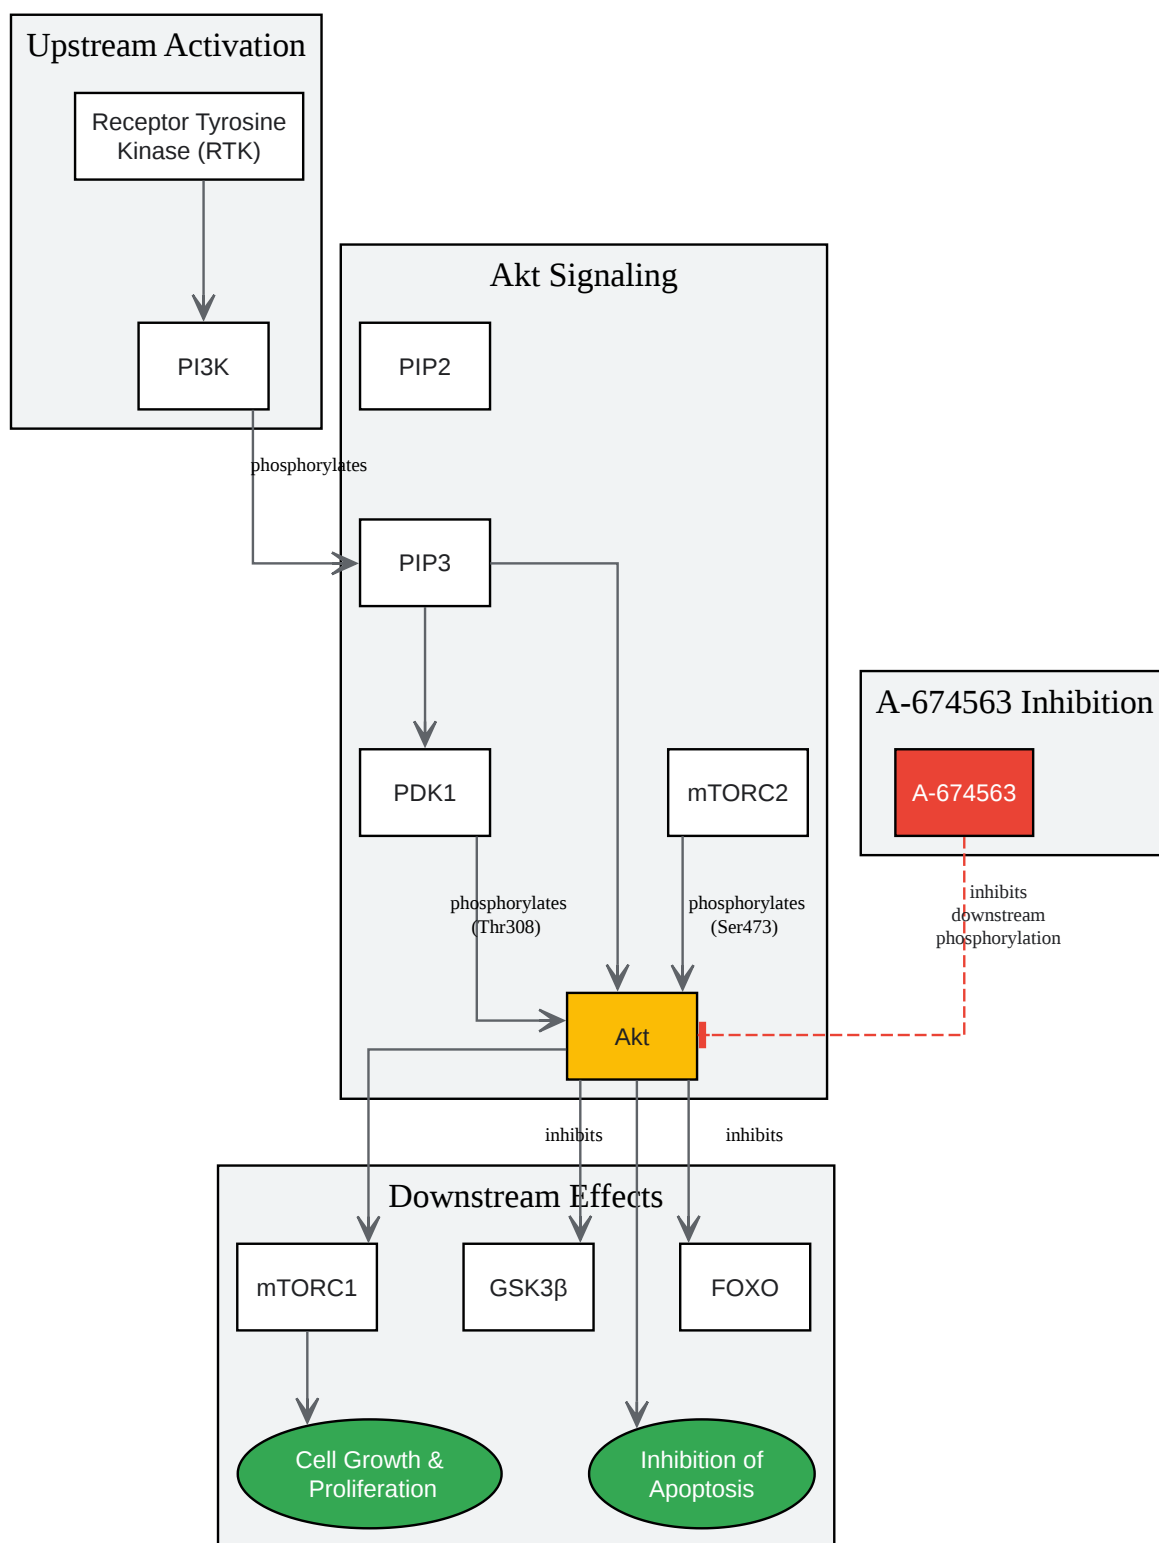 Upstream Activation
Receptor Tyrosine
Kinase (RTK)
Akt Signaling
PI3K
PIP2
phosphorylates
PIP3
A-674563 Inhibition
PDK1
mTORC2
A-674563
phosphorylates
(Thr308)
phosphorylates
(Ser473)
inhibits
downstream
phosphorylation
Akt
inhibits
inhibits
Downstream Effects
mTORC1
GSK3β
FOXO
Cell Growth &
Proliferation
Inhibition of
Apoptosis